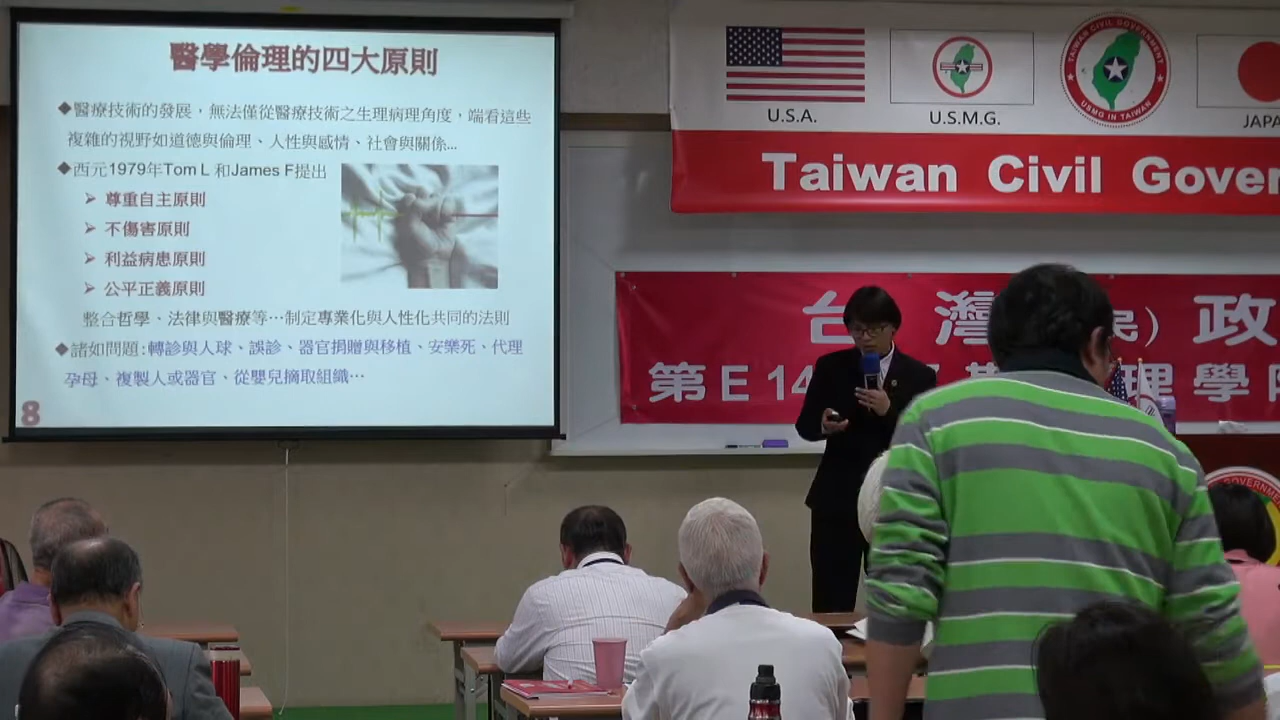 醫學倫理的四大原則
◆醫療技術的發展，無法僅從醫療技術之生理病理角度，端看這些
複雜的視野如道德與倫理、人性與感情、社會與關係...
◆西元1979年Tom L 和James F提出
➢ 尊重自主原則
➢ 不傷害原則
➢ 利益病患原則
➢ 公平正義原則
整合哲學、法律與醫療等…制定專業化與人性化共同的法則
◆諸如問題:轉診與人球、誤診、器官捐贈與移植、安樂死、代理
孕母、複製人或器官、從嬰兒摘取組織…
8
U.S.A.
U.S.M.G.
TAIWAN CIVIL GOVERNMENT
USMG IN TAIWAN
JAPA
Taiwan Civil Gover
台 灣 民） 政
第 E 14 理 學
GOVERNME